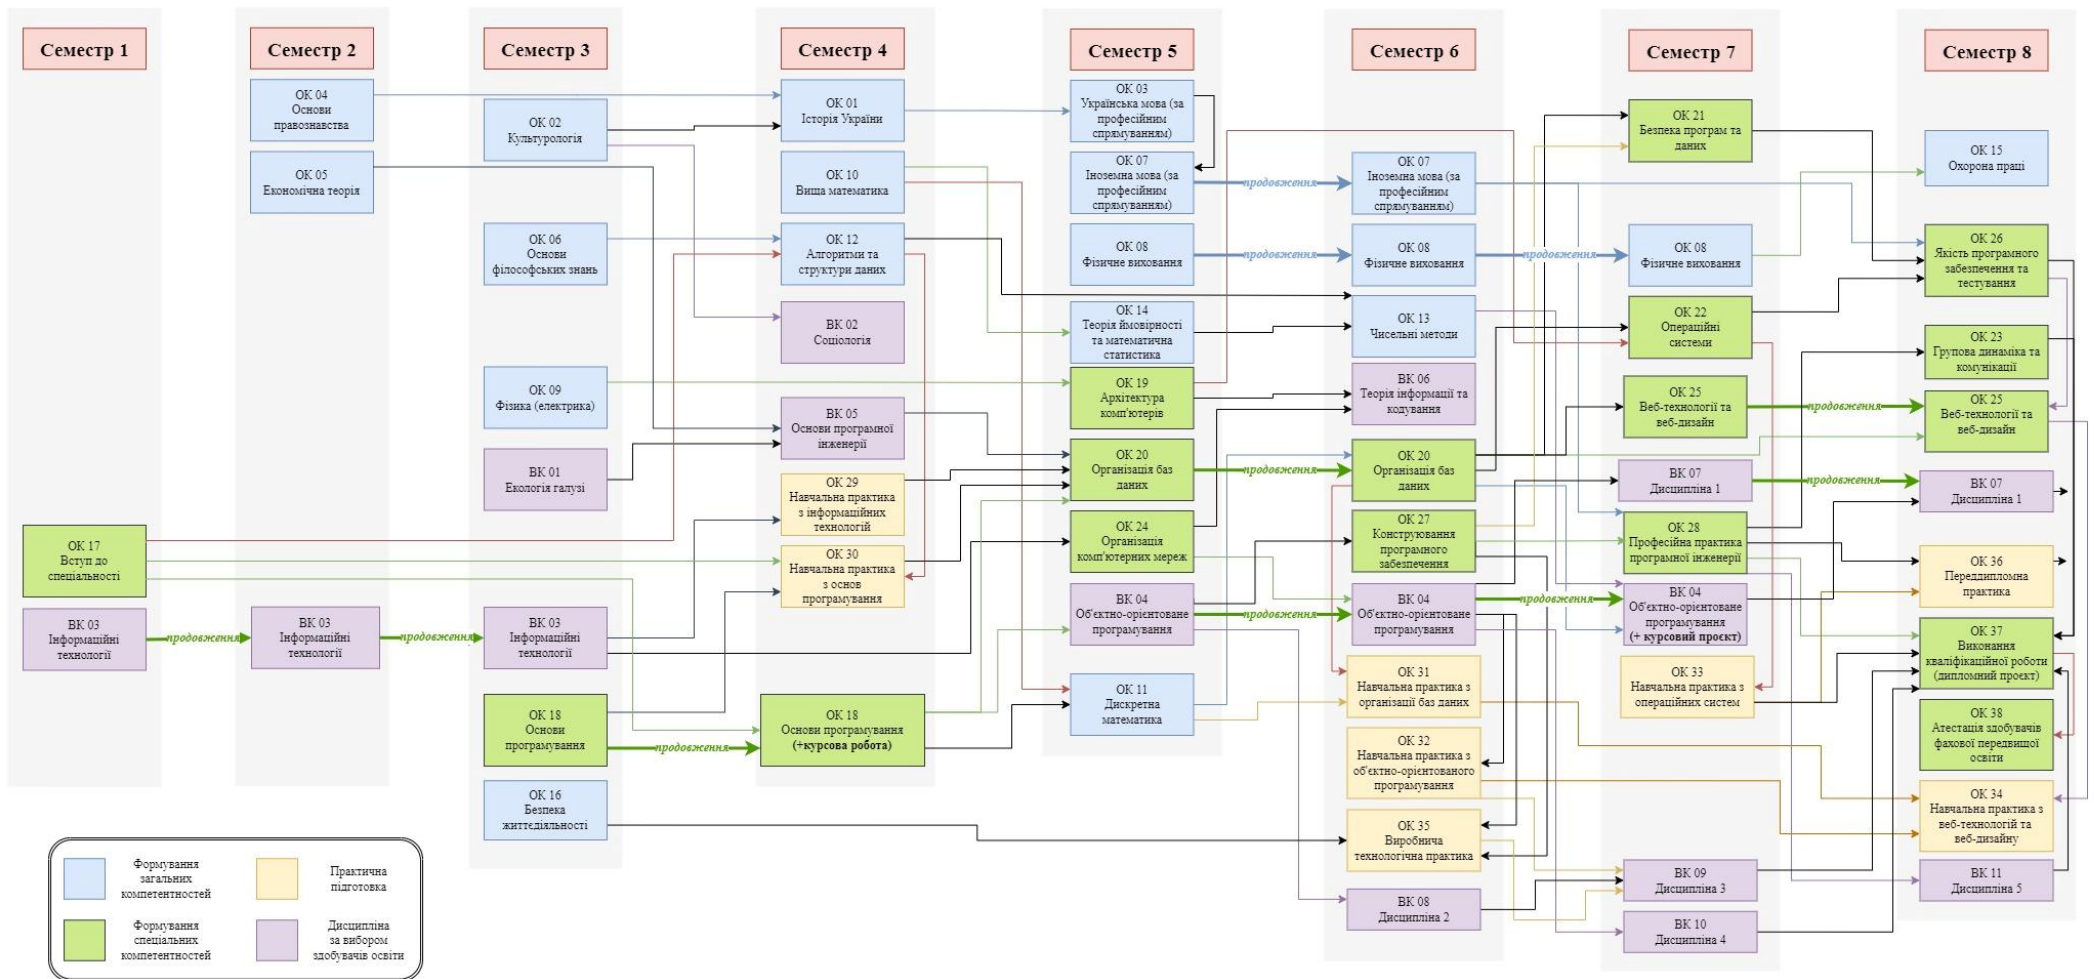 Семестр 1
ОК 17
Вступ до
спеціальності
ВК 03
Інформаційні
технології
продовження
Семестр 2
ОК 04
Основи
правознавства
ОК 05
Економічна теорія
ВК 03
Інформаційні
технології
продовження
Семестр 3
ОК 02
Культурологія
ОК 06
Основи
філософських знань
ОК 09
Фізика (електрика)
ВК 01
Екологія галузі
ВК 03
Інформаційні
технології
ОК 18
Основи
програмування
продовження
ОК 16
Безпека
життєдіяльності
Семестр 4
ОК 01
Історія України
ОК 10
Вища математика
ОК 12
Алгоритми та
структури даних
ВК 02
Соціологія
ВК 05
Основи програмної
інженерії
ОК 29
Навчальна практика
з інформаційних
технологій
ОК 30
Навчальна практика
з основ
програмування
ОК 18
Основи програмування
(+курсова робота)
Семестр 5
ОК 03
Українська мова (за
професійним
спрямуванням)
ОК 07
Іноземна мова (за
професійним
спрямуванням)
продовження
ОК 08
Фізичне виховання
продовження
ОК 14
Теорія ймовірності
та математична
статистика
ОК 19
Архітектура
комп'ютерів
ОК 20
Організація баз
даних
продовження
ОК 24
Організація
комп'ютерних мереж
ВК 04
Об'єктно-орієнтоване
програмування
продовження
ОК 11
Дискретна
математика
Семестр 6
ОК 07
Іноземна мова (за
професійним
спрямуванням)
ОК 08
Фізичне виховання
продовження
ОК 13
Чисельні методи
ВК 06
Теорія інформації та
кодування
ОК 20
Організація баз
даних
ОК 27
Конструювання
програмного
забезпечення
ВК 04
Об'єктно-орієнтоване
програмування
продовження
ОК 31
Навчальна практика з
організації баз даних
ОК 32
Навчальна практика з
об'єктно-орієнтованого
програмування
ОК 35
Виробнича
технологічна практика
ВК 08
Дисципліна 2
Семестр 7
ОК 21
Безпека програм та
даних
ОК 08
Фізичне виховання
ОК 22
Операційні
системи
ОК 25
Веб-технології та
веб-дизайн
продовження
ВК 07
Дисципліна 1
продовження
ОК 28
Професійна практика
програмної інженерії
ВК 04
Об'єктно-орієнтоване
програмування
(+ курсовий проєкт)
ОК 33
Навчальна практика з
операційних систем
ВК 09
Дисципліна 3
ВК 10
Дисципліна 4
Семестр 8
ОК 15
Охорона праці
ОК 26
Якість програмного
забезпечення та
тестування
ОК 23
Групова динаміка та
комунікації
ОК 25
Веб-технології та
веб-дизайн
ВК 07
Дисципліна 1
ОК 36
Переддипломна
практика
ОК 37
Виконання
кваліфікаційної роботи
(дипломний проєкт)
ОК 38
Атестація здобувачів
фахової передвищої
освіти
ОК 34
Навчальна практика з
веб-технологій та
веб-дизайну
ВК 11
Дисципліна 5
Формування
загальних
компетентностей
Практична
підготовка
Формування
спеціальних
компетентностей
Дисципліна
за вибором
здобувачів освіти